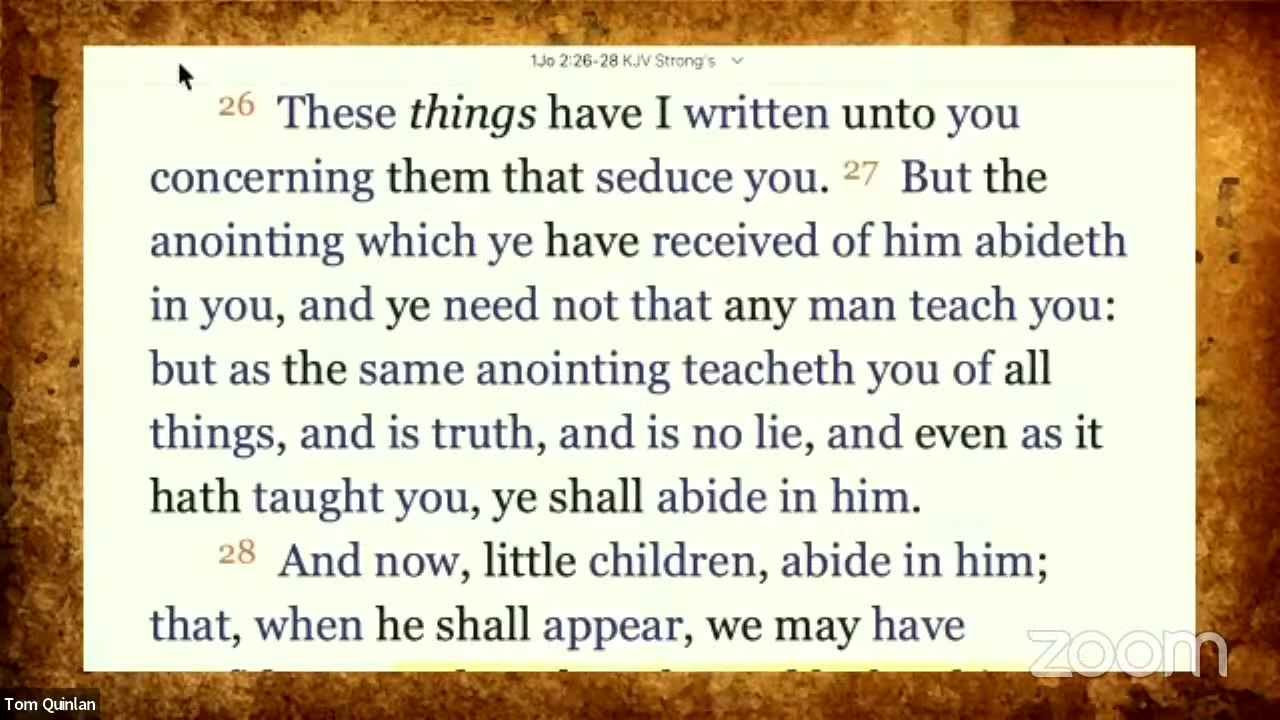 1Jo 2:26-28 KJV Strong's
26 These things have I written unto you
concerning them that seduce you. 27 But the
anointing which ye have received of him abideth
in you, and ye need not that any man teach you:
but as the same anointing teacheth you of all
things, and is truth, and is no lie, and even as it
hath taught you, ye shall abide in him.
28 And now, little children, abide in him;
that, when he shall appear, we may have
zoom
Tom Quinlan